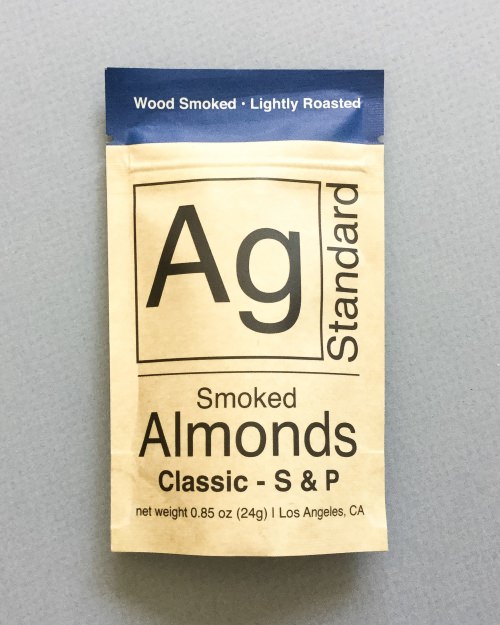 Wood Smoked · Lightly Roasted
Ag
Standard
Smoked
Almonds
Classic - S & P
net weight 0.85 oz (24g) | Los Angeles, CA